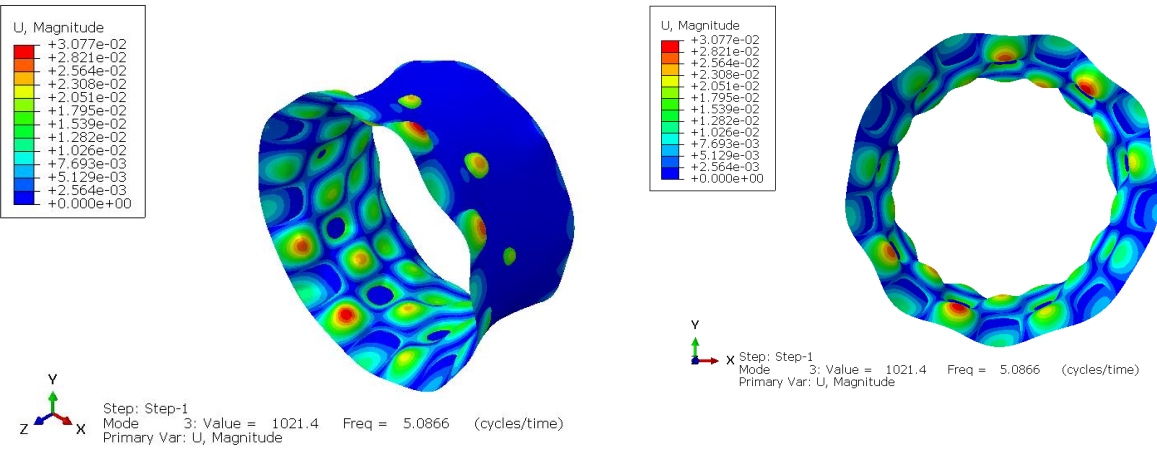 U, Magnitude
+3.077e-02
+2.821e-02
+2.564e-02
+2.308e-02
+2.051e-02
+1.795e-02
+1.539e-02
+1.282e-02
+1.026e-02
+7.693e-03
+5.129e-03
+2.564e-03
+0.000e+00
Y
Z
X
Step: Step-1
Mode 3: Value = 1021.4 Freq = 5.0866 (cycles/time)
Primary Var: U, Magnitude
U, Magnitude
+3.077e-02
+2.821e-02
+2.564e-02
+2.308e-02
+2.051e-02
+1.795e-02
+1.539e-02
+1.282e-02
+1.026e-02
+7.693e-03
+5.129e-03
+2.564e-03
+0.000e+00
Y
X
Step: Step-1
Mode 3: Value = 1021.4 Freq = 5.0866 (cycles/time)
Primary Var: U, Magnitude